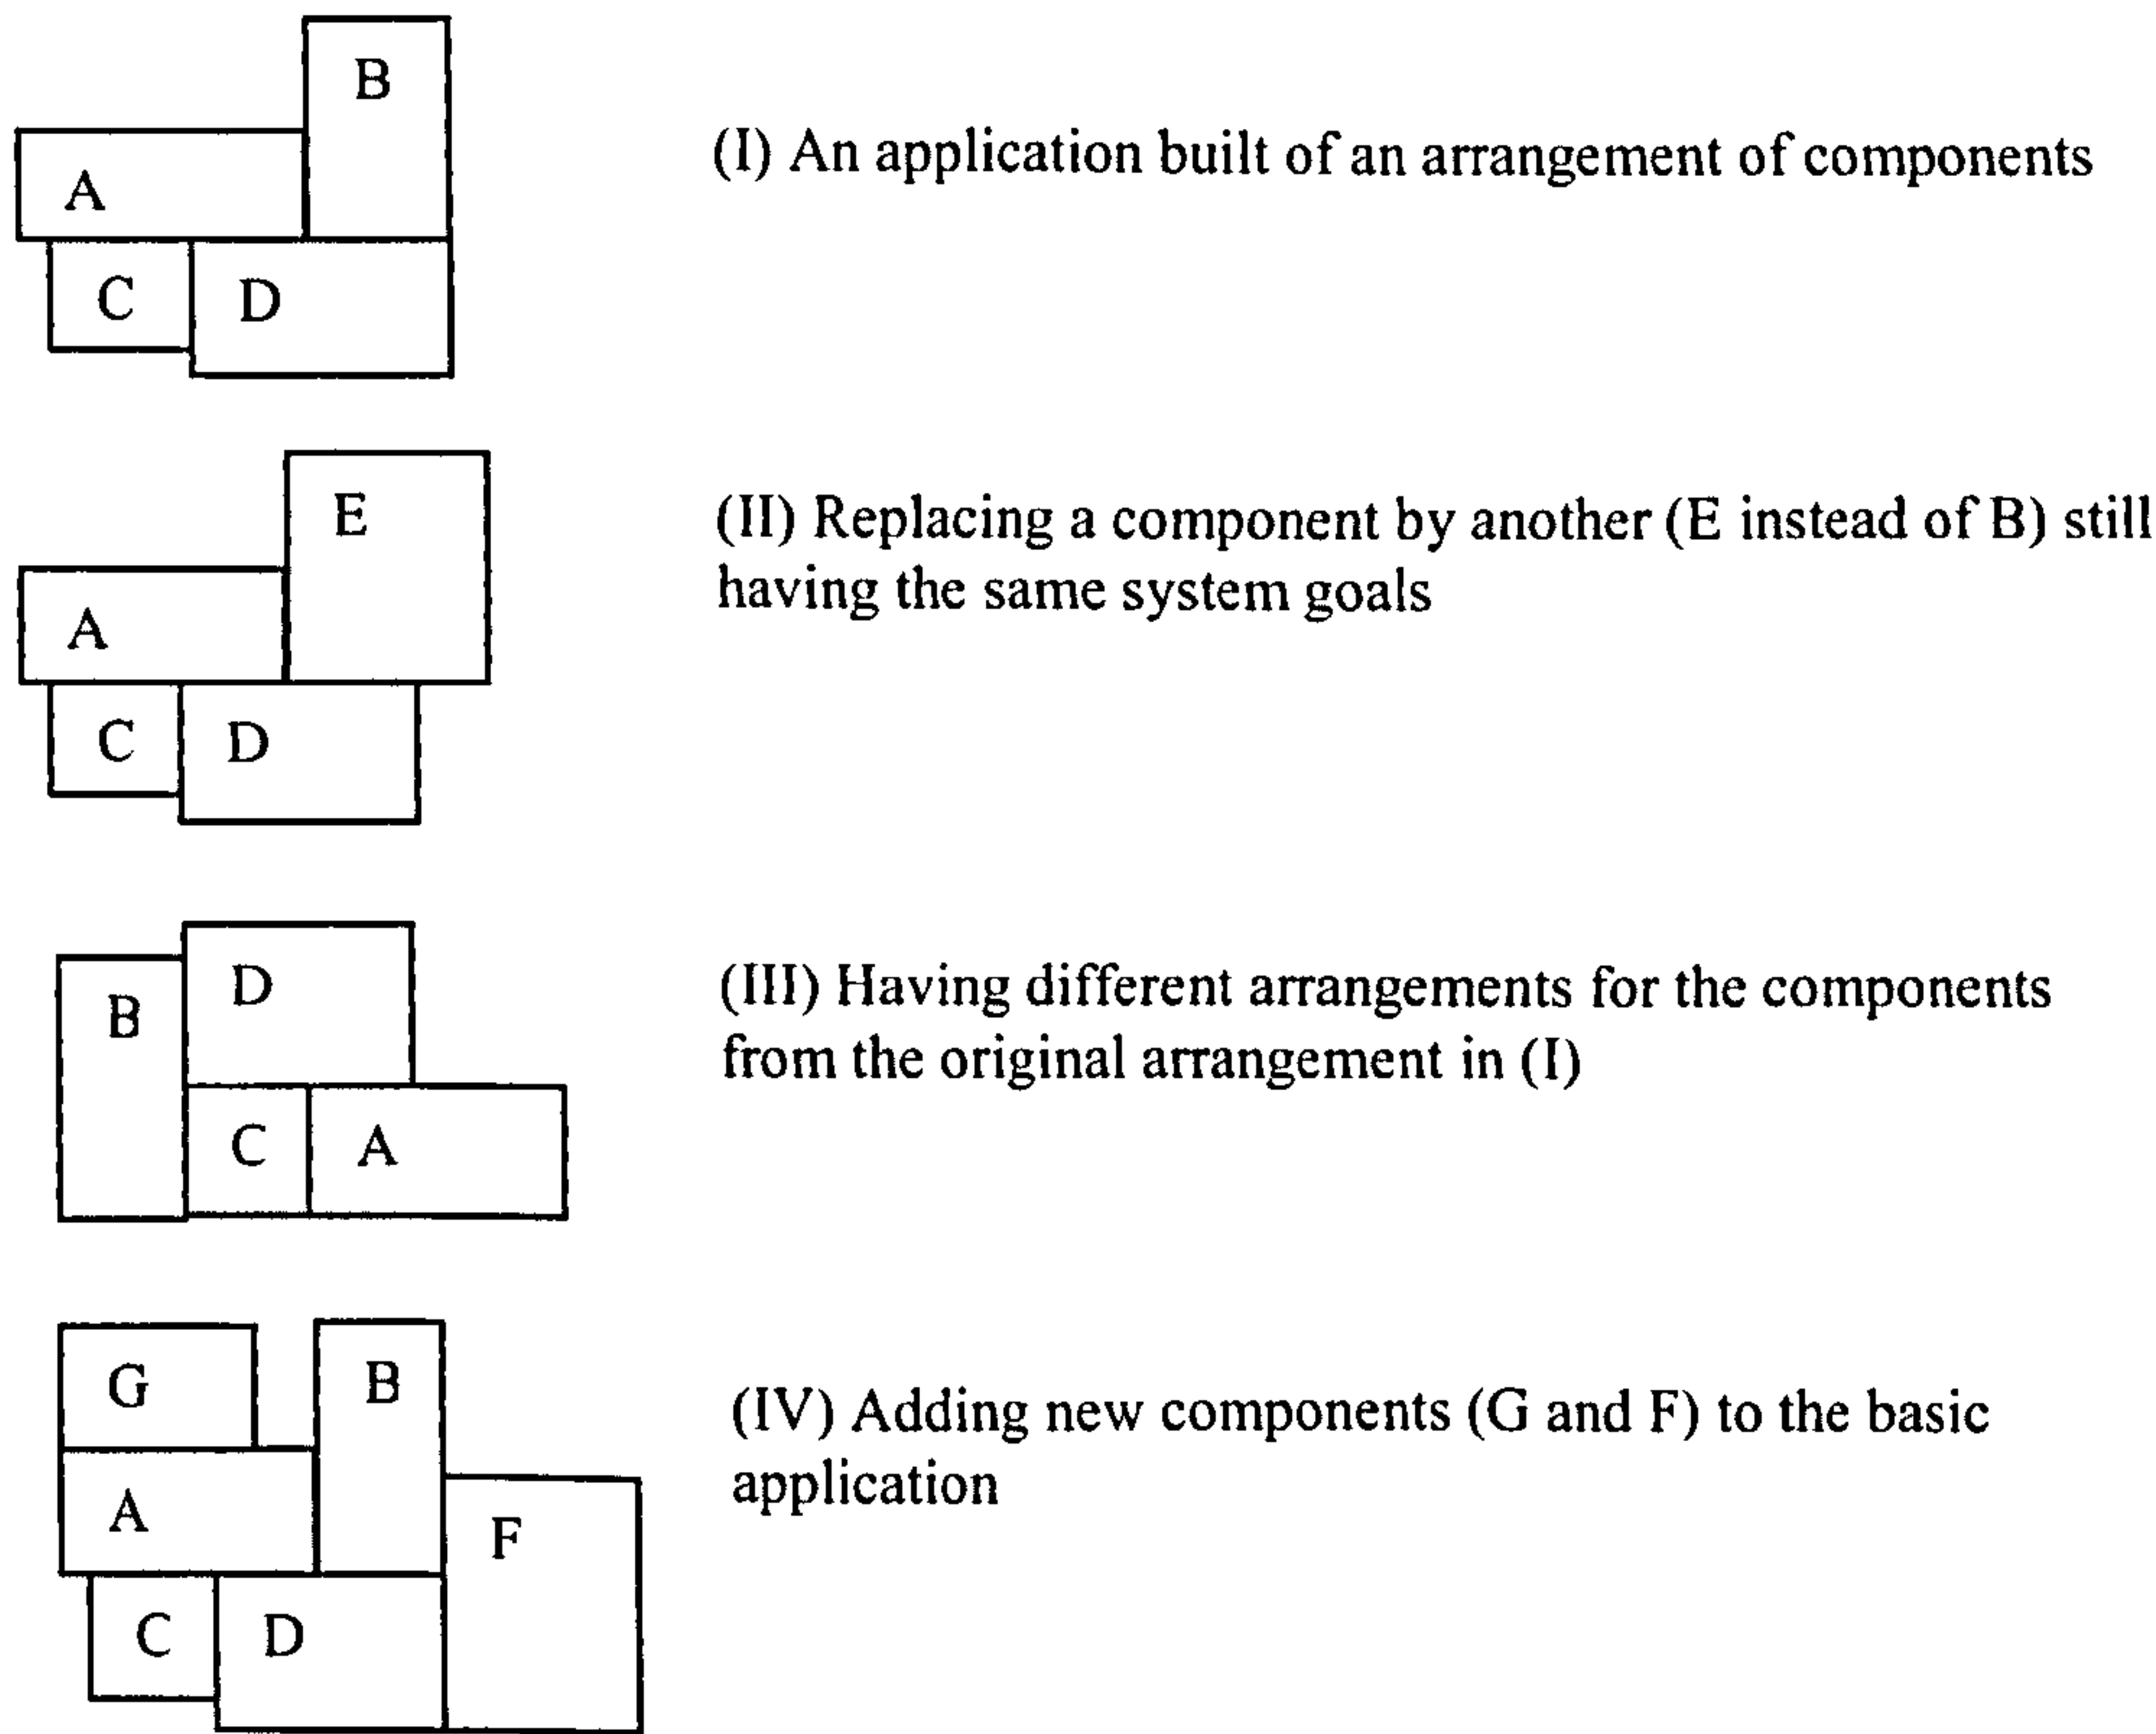 B
(I) An application built of an arrangement of components
A
C D
E
(II) Replacing a component by another (E instead of B) still
having the same system goals
A
C D
D
B
(III) Having different arrangements for the components
from the original arrangement in (I)
C A
G B
(IV) Adding new components (G and F) to the basic
application
A
F
C D